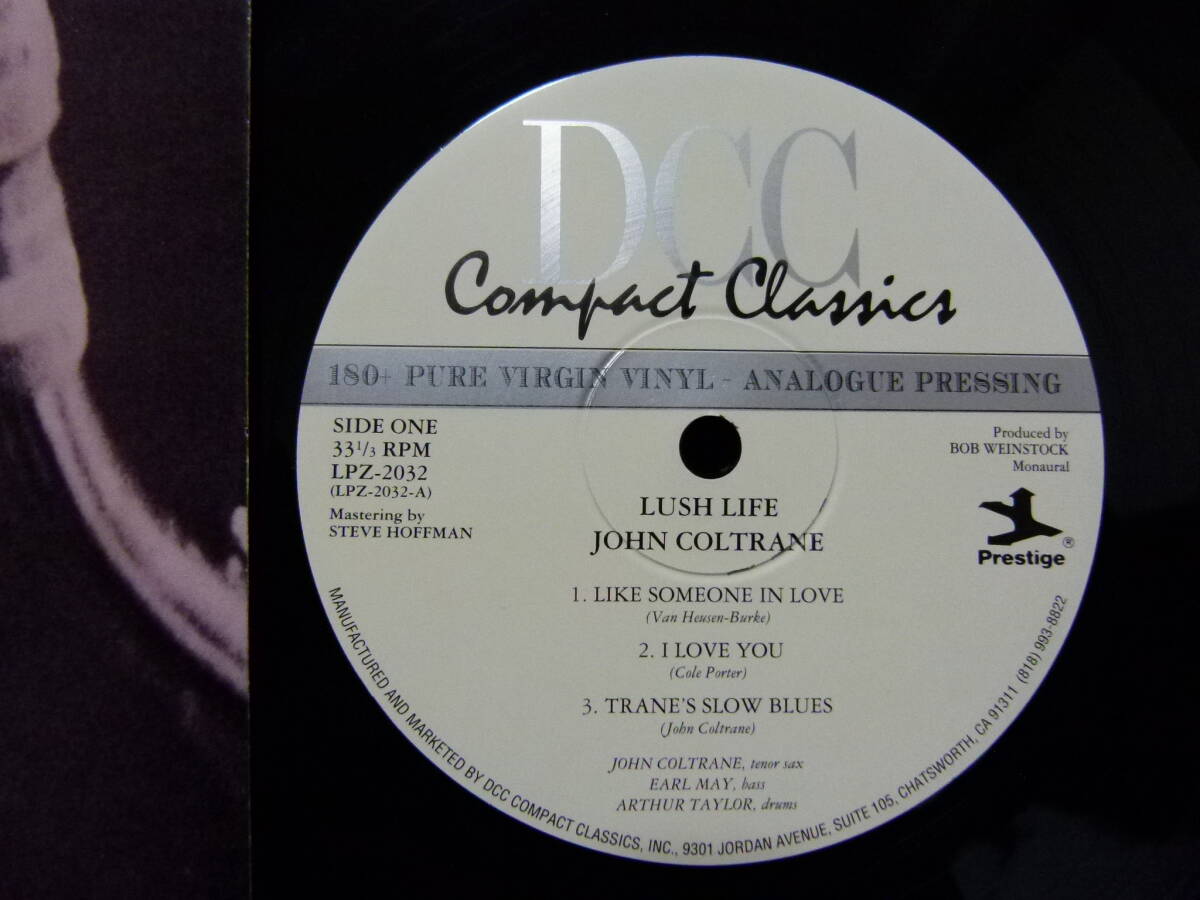 DCC
Compact Classics
180+ PURE VIRGIN VINYL - ANALOGUE PRESSING
SIDE ONE
33 1/3 RPM
LPZ-2032
(LPZ-2032-A)
Mastering by
STEVE HOFFMAN
Produced by
BOB WEINSTOCK
Monaural
Prestige®
LUSH LIFE
JOHN COLTRANE
1. LIKE SOMEONE IN LOVE
(Van Heusen-Burke)
2. I LOVE YOU
(Cole Porter)
3. TRANE'S SLOW BLUES
(John Coltrane)
JOHN COLTRANE, tenor sax
EARL MAY, bass
ARTHUR TAYLOR, drums
MANUFACTURED AND MARKETED BY DCC COMPACT CLASSICS, INC., 9301 JORDAN AVENUE, SUITE 105, CHATSWORTH, CA 91311 (818) 993-8822